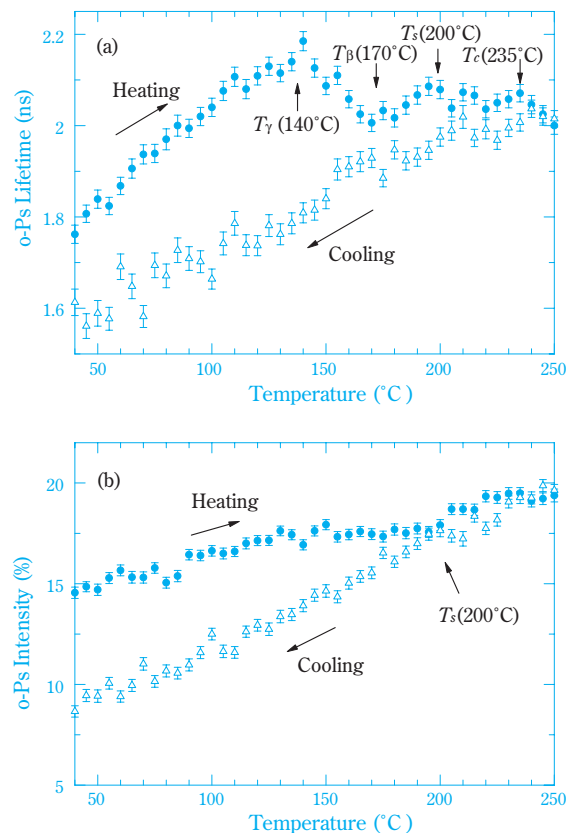 (a)
Ts(200°C)
Tβ(170°C)
Tc(235°C)
Heating
Tγ(140°C)
Cooling
o-Ps Lifetime (ns)
2.2
2.0
1.8
1.6
50 100 150 200 250
Temperature (°C)
(b)
Heating
Ts(200°C)
Cooling
o-Ps Intensity (%)
20
15
10
5
50 100 150 200 250
Temperature (°C)